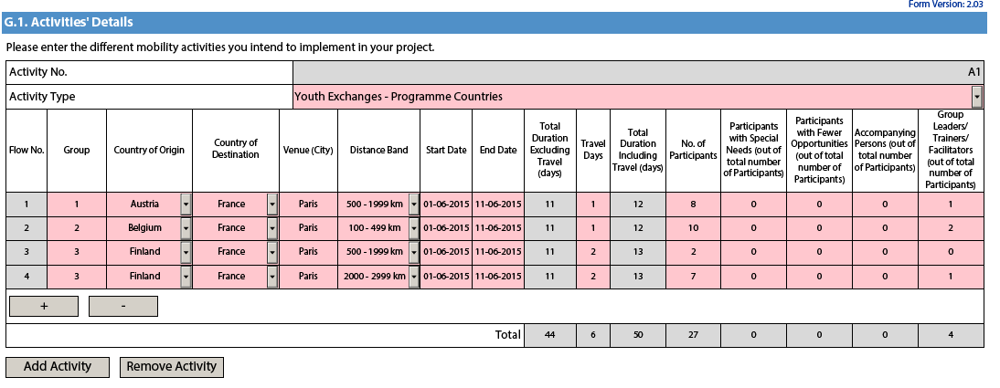 Form Version: 2.03
G.1. Activities' Details
Please enter the different mobility activities you intend to implement in your project.
Activity No. A1
Activity Type Youth Exchanges - Programme Countries
Flow No. Group Country of Origin Country of Destination Venue (City) Distance Band Start Date End Date Total Duration Excluding Travel (days) Travel Days Total Duration Including Travel (days) No. of Participants Participants with Special Needs (out of total number of Participants) Participants with Fewer Opportunities (out of total number of Participants) Accompanying Persons (out of total number of Participants) Group Leaders/ Trainers/ Facilitators (out of total number of Participants)
1 1 Austria France Paris 500 - 1999 km 01-06-2015 11-06-2015 11 1 12 8 0 0 0 1
2 2 Belgium France Paris 100 - 499 km 01-06-2015 11-06-2015 11 1 12 10 0 0 0 2
3 3 Finland France Paris 500 - 1999 km 01-06-2015 11-06-2015 11 2 13 2 0 0 0 0
4 3 Finland France Paris 2000 - 2999 km 01-06-2015 11-06-2015 11 2 13 7 0 0 0 1
+ -
Total 44 6 50 27 0 0 0 4
Add Activity Remove Activity